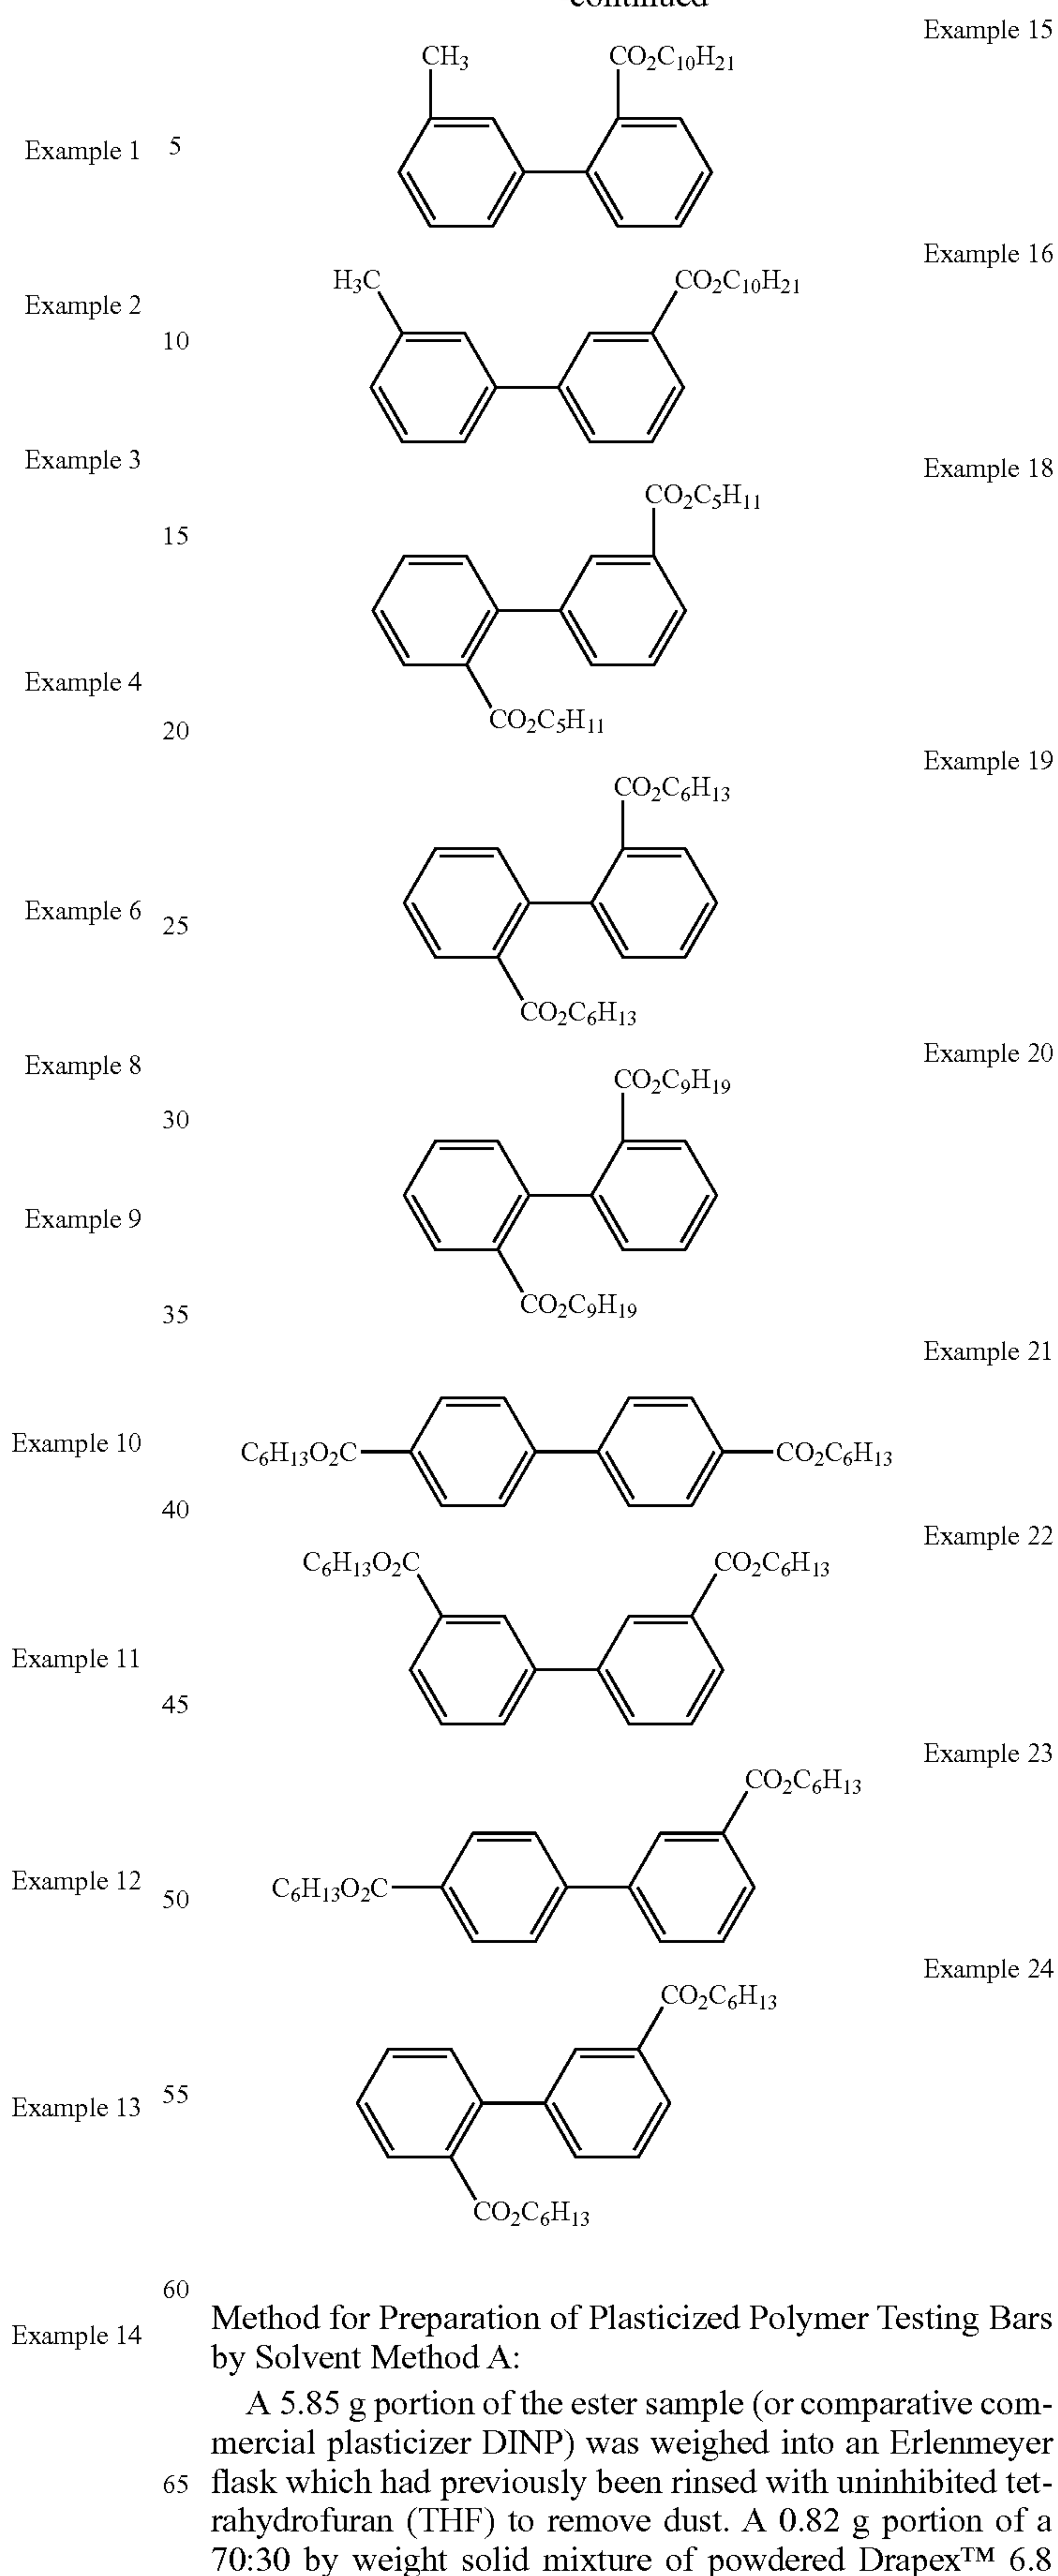 -continued
Example 15
CH₃
CO₂C₁₀H₂₁
Example 1
5
Example 16
H₃C
CO₂C₁₀H₂₁
Example 2
10
Example 3
Example 18
CO₂C₅H₁₁
15
Example 4
CO₂C₅H₁₁
20
Example 19
CO₂C₆H₁₃
Example 6
25
CO₂C₆H₁₃
Example 20
Example 8
CO₂C₉H₁₉
30
Example 9
CO₂C₉H₁₉
35
Example 21
Example 10
C₆H₁₃O₂C
CO₂C₆H₁₃
40
Example 22
C₆H₁₃O₂C
CO₂C₆H₁₃
Example 11
45
Example 23
CO₂C₆H₁₃
Example 12
C₆H₁₃O₂C
50
Example 24
CO₂C₆H₁₃
55
Example 13
CO₂C₆H₁₃
60
Example 14
Method for Preparation of Plasticized Polymer Testing Bars
by Solvent Method A:
A 5.85 g portion of the ester sample (or comparative com-
mercial plasticizer DINP) was weighed into an Erlenmeyer
65
flask which had previously been rinsed with uninhibited tet-
rahydrofuran (THF) to remove dust. A 0.82 g portion of a
70:30 by weight solid mixture of powdered Drapex™ 6.8